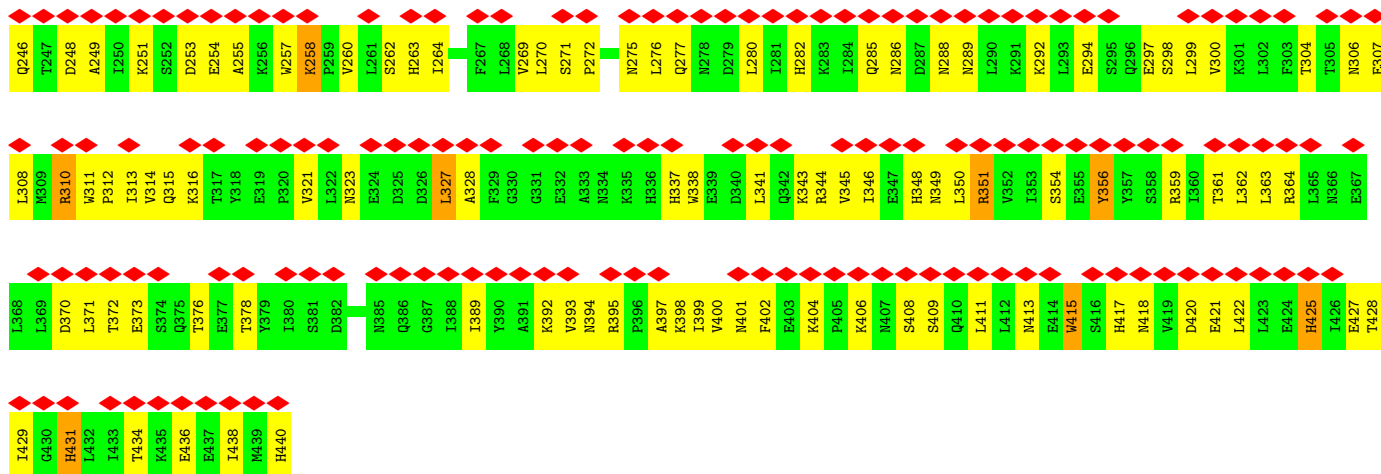 Q246 T247 D248 A249 I250 K251 S252 D253 E254 A255 K256 W257 K258 P259 V260 L261 S262 H263 I264 F267 L268 V269 L270 S271 P272 N275 L276 Q277 N278 D279 L280 I281 H282 K283 I284 Q285 N286 D287 N288 N289 L290 K291 K292 L293 E294 S295 Q296 E297 S298 L299 V300 K301 L302 F303 T304 T305 N306 E307
L308 M309 R310 W311 P312 I313 V314 Q315 K316 T317 Y318 E319 P320 V321 L322 N323 E324 D325 D326 L327 A328 F329 G330 G331 E332 A333 N334 K335 H336 H337 W338 E339 D340 L341 Q342 K343 R344 V345 I346 E347 H348 N349 L350 R351 V352 I353 S354 E355 Y356 Y357 S358 R359 I360 T361 L362 L363 R364 L365 N366 E367
L368 L369 D370 L371 T372 E373 S374 Q375 T376 E377 T378 Y379 I380 S381 D382 N385 Q386 G387 I388 I389 Y390 A391 K392 V393 N394 R395 P396 A397 K398 I399 V400 N401 F402 E403 K404 P405 K406 N407 S408 S409 Q410 L411 L412 N413 E414 W415 S416 H417 N418 V419 D420 E421 L422 L423 E424 H425 I426 E427 T428
I429 G430 H431 L432 I433 T434 K435 E436 E437 I438 M439 H440